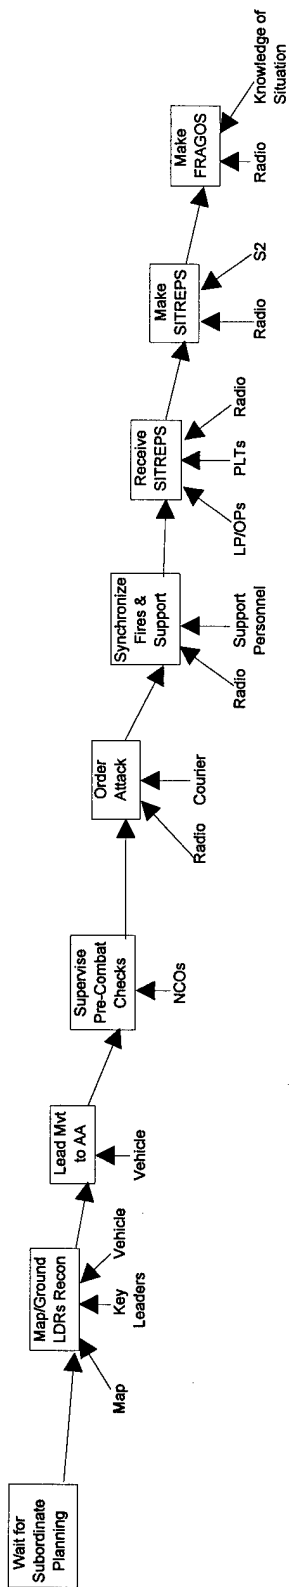 Wait for
Subordinate
Planning
Map/Ground
LDRs Recon
Map
Key
Leaders
Vehicle
Lead Mvt
to AA
Vehicle
Supervise
Pre-Combat
Checks
NCOs
Order
Attack
Radio
Courier
Synchronize
Fires &
Support
Radio
Support
Personnel
Receive
SITREPS
LP/OPs
PLTs
Radio
Make
SITREPS
Radio
S2
Make
FRAGOS
Radio
Knowledge of
Situation